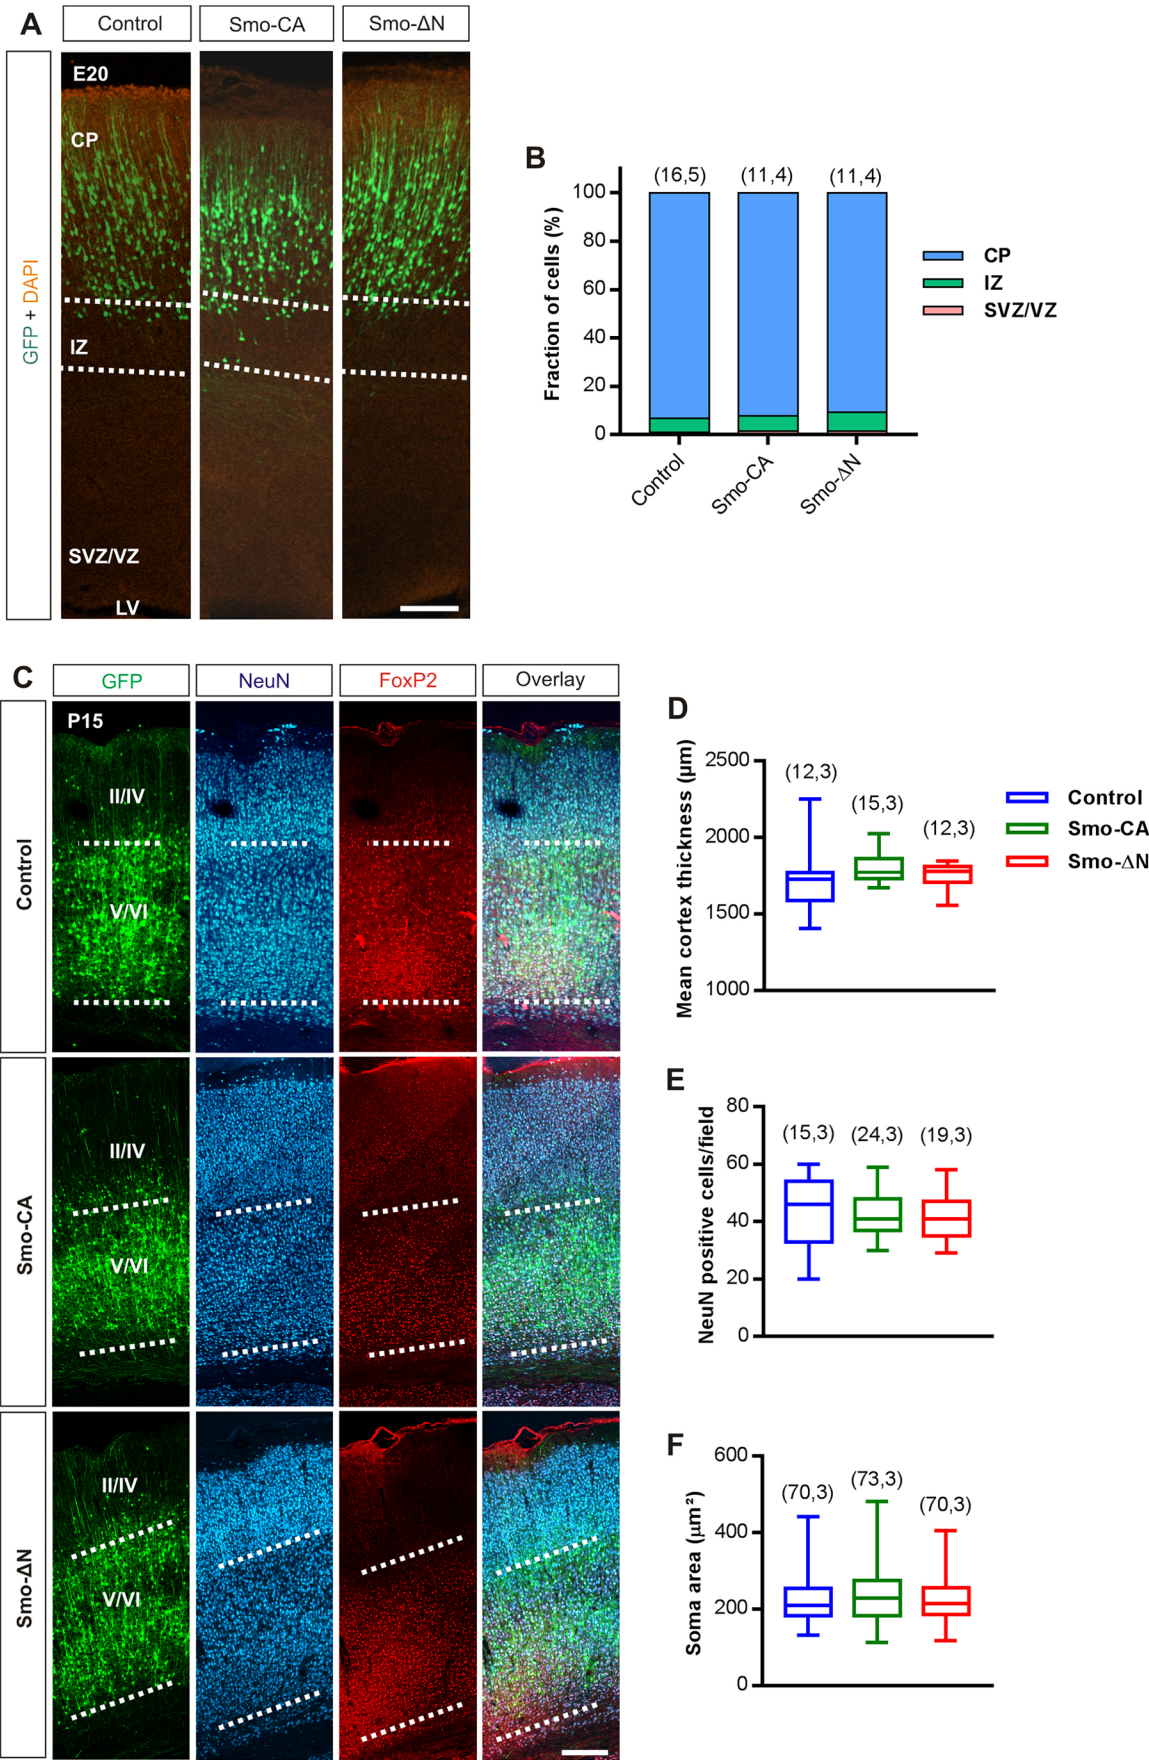 A
Control
Smo-CA
Smo-ΔN
GFP + DAPI
E20
CP
IZ
SVZ/VZ
LV
B
Fraction of cells (%)
100
80
60
40
20
0
(16,5)
(11,4)
(11,4)
Control
Smo-CA
Smo-ΔN
CP
IZ
SVZ/VZ
C
GFP
NeuN
FoxP2
Overlay
Control
P15
II/IV
V/VI
Smo-CA
II/IV
V/VI
Smo-ΔN
II/IV
V/VI
D
Mean cortex thickness (µm)
2500
2000
1500
1000
(12,3)
(15,3)
(12,3)
Control
Smo-CA
Smo-ΔN
E
NeuN positive cells/field
80
60
40
20
0
(15,3)
(24,3)
(19,3)
F
Soma area (µm²)
600
400
200
0
(70,3)
(73,3)
(70,3)